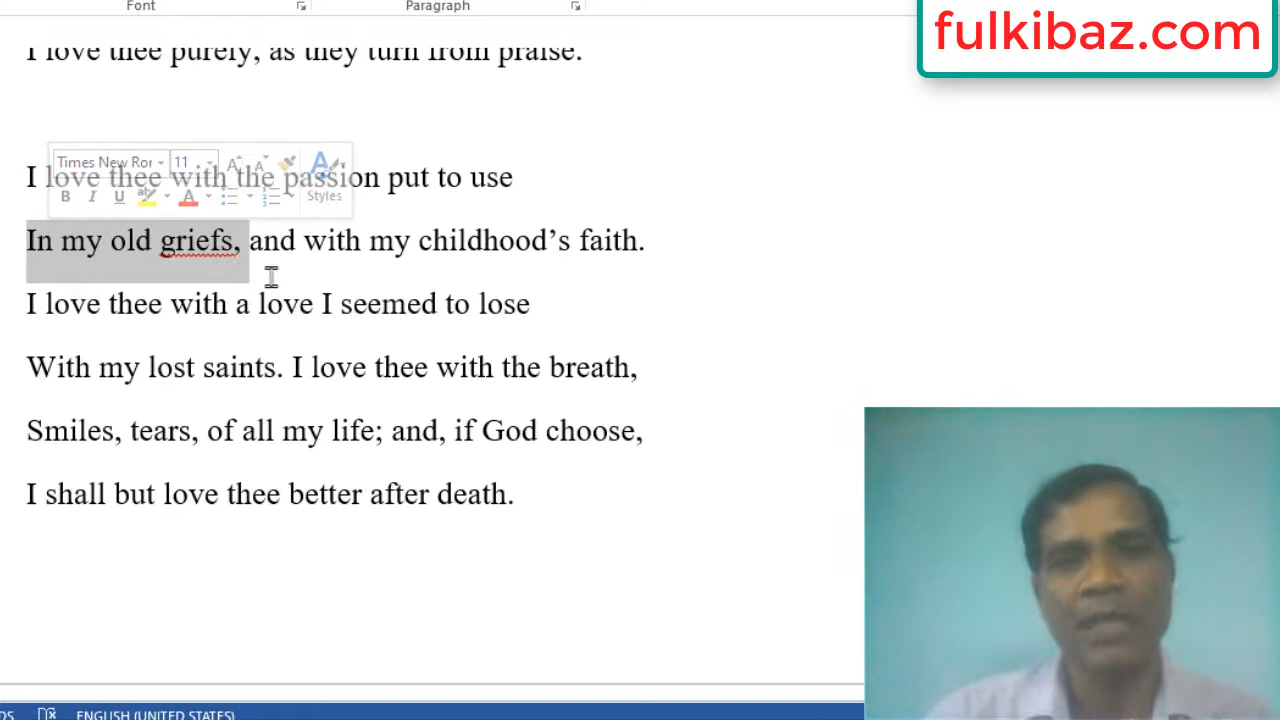 Font Paragraph
fulkibaz.com
I love thee purely, as they turn from praise.
Times New Ror 11
I love thee with the passion put to use
Styles
In my old griefs, and with my childhood’s faith.
I love thee with a love I seemed to lose
With my lost saints. I love thee with the breath,
Smiles, tears, of all my life; and, if God choose,
I shall but love thee better after death.
ENGLISH (UNITED STATES)